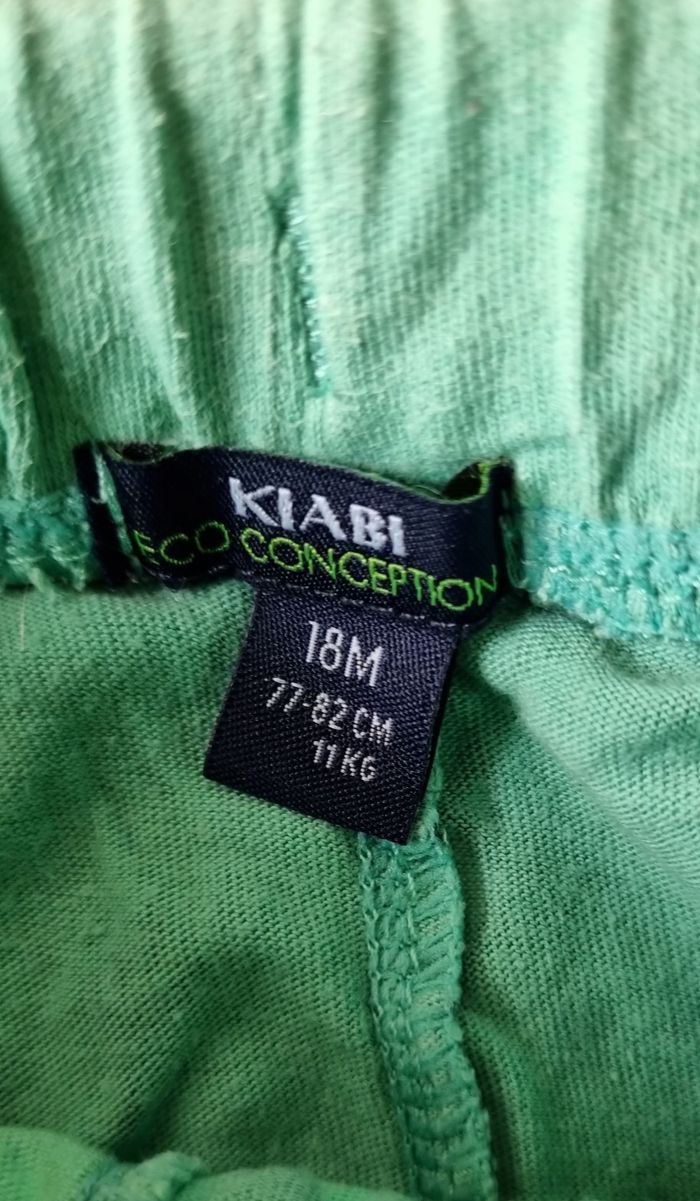 KIABI
ECO CONCEPTION
18M
77-82 CM
11 KG